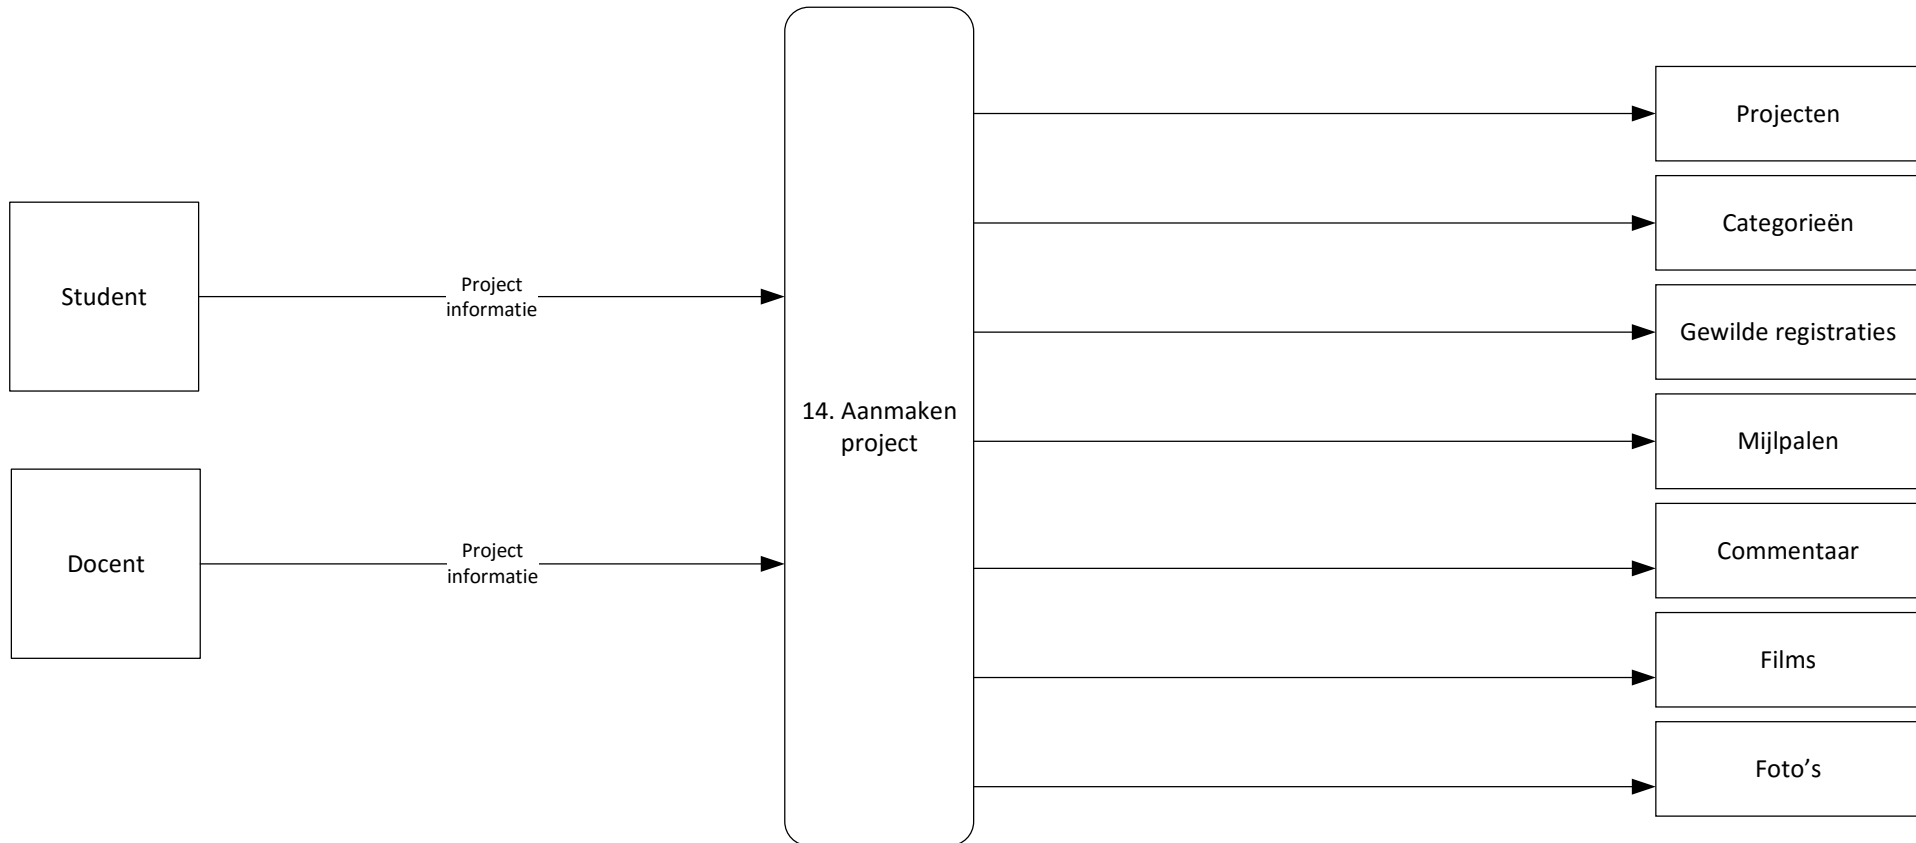 Student
Project
informatie
Docent
Project
informatie
14. Aanmaken
project
Projecten
Categorieën
Gewilde registraties
Mijlpalen
Commentaar
Films
Foto’s